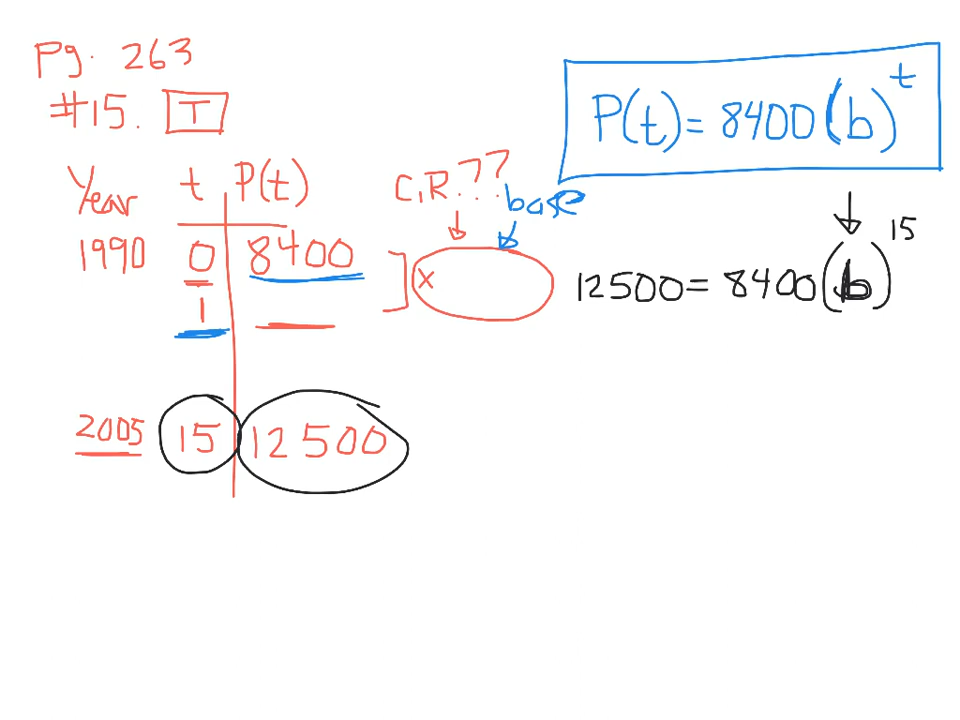 Pg. 263
#15. T
P(t) = 8400(b)^t
Year t P(t)
C.R.??
base
1990 0 8400
x
1
12500 = 8400(b)^15
2005 15 12500